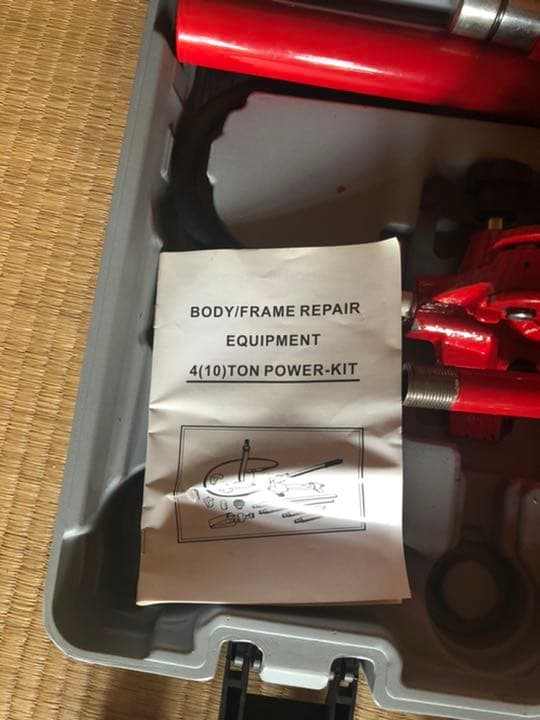 BODY/FRAME REPAIR
EQUIPMENT
4(10)TON POWER-KIT